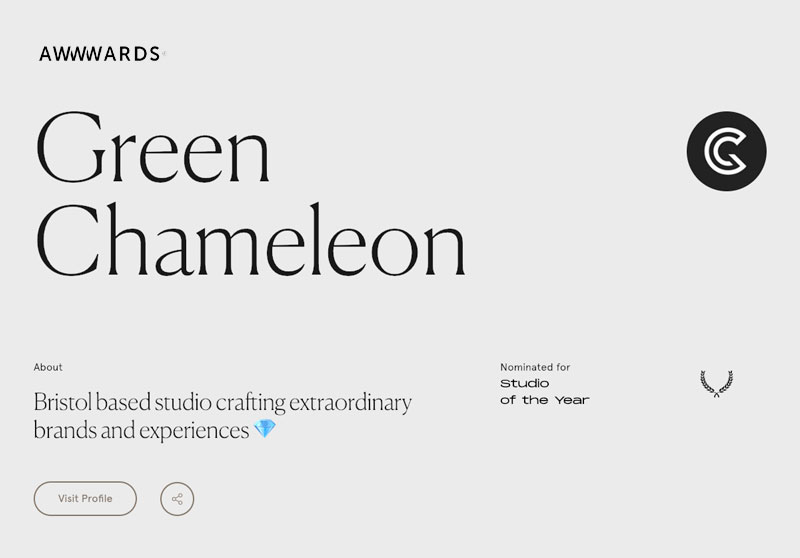 AWWWARDS
Green
Chameleon
About
Bristol based studio crafting extraordinary
brands and experiences 💎
Nominated for
Studio
of the Year
Visit Profile